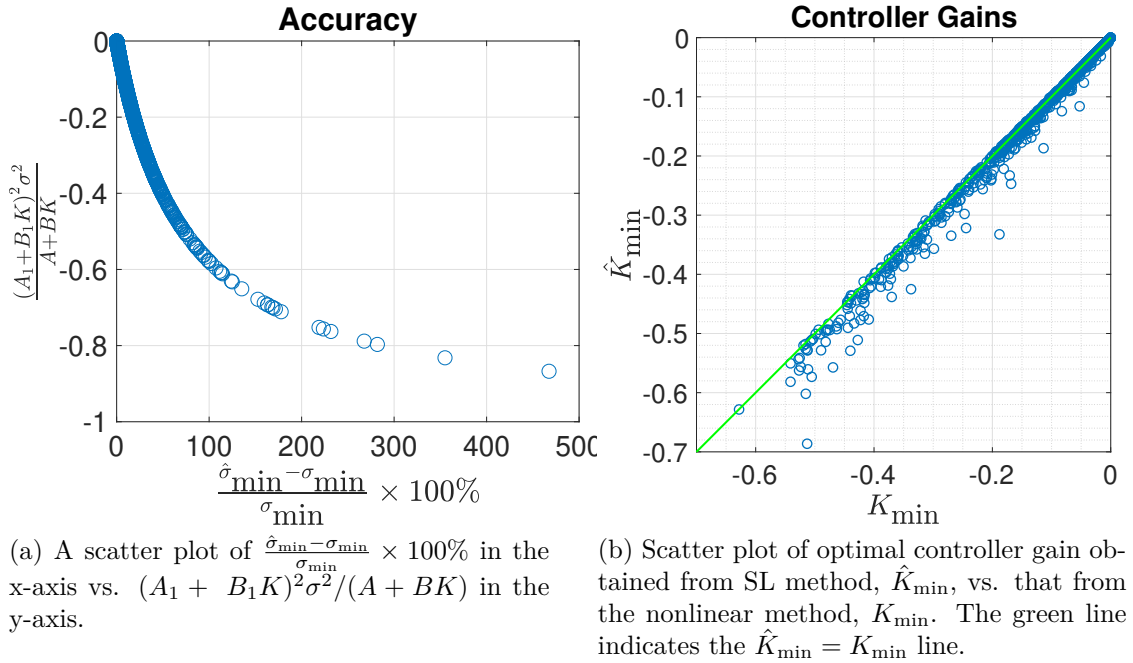 Accuracy
0
-0.2
-0.4
-0.6
-0.8
-1
(A₁+B₁K)²σ²
A+BK
0 100 200 300 400 500
σ̂min−σmin
σmin
× 100%
(a) A scatter plot of σ̂min−σmin/σmin × 100% in the
x-axis vs. (A₁ + B₁K)²σ²/(A + BK) in the
y-axis.
Controller Gains
0
-0.1
-0.2
-0.3
-0.4
-0.5
-0.6
-0.7
K̂min
-0.6 -0.4 -0.2 0
Kmin
(b) Scatter plot of optimal controller gain ob-
tained from SL method, K̂min, vs. that from
the nonlinear method, Kmin. The green line
indicates the K̂min = Kmin line.